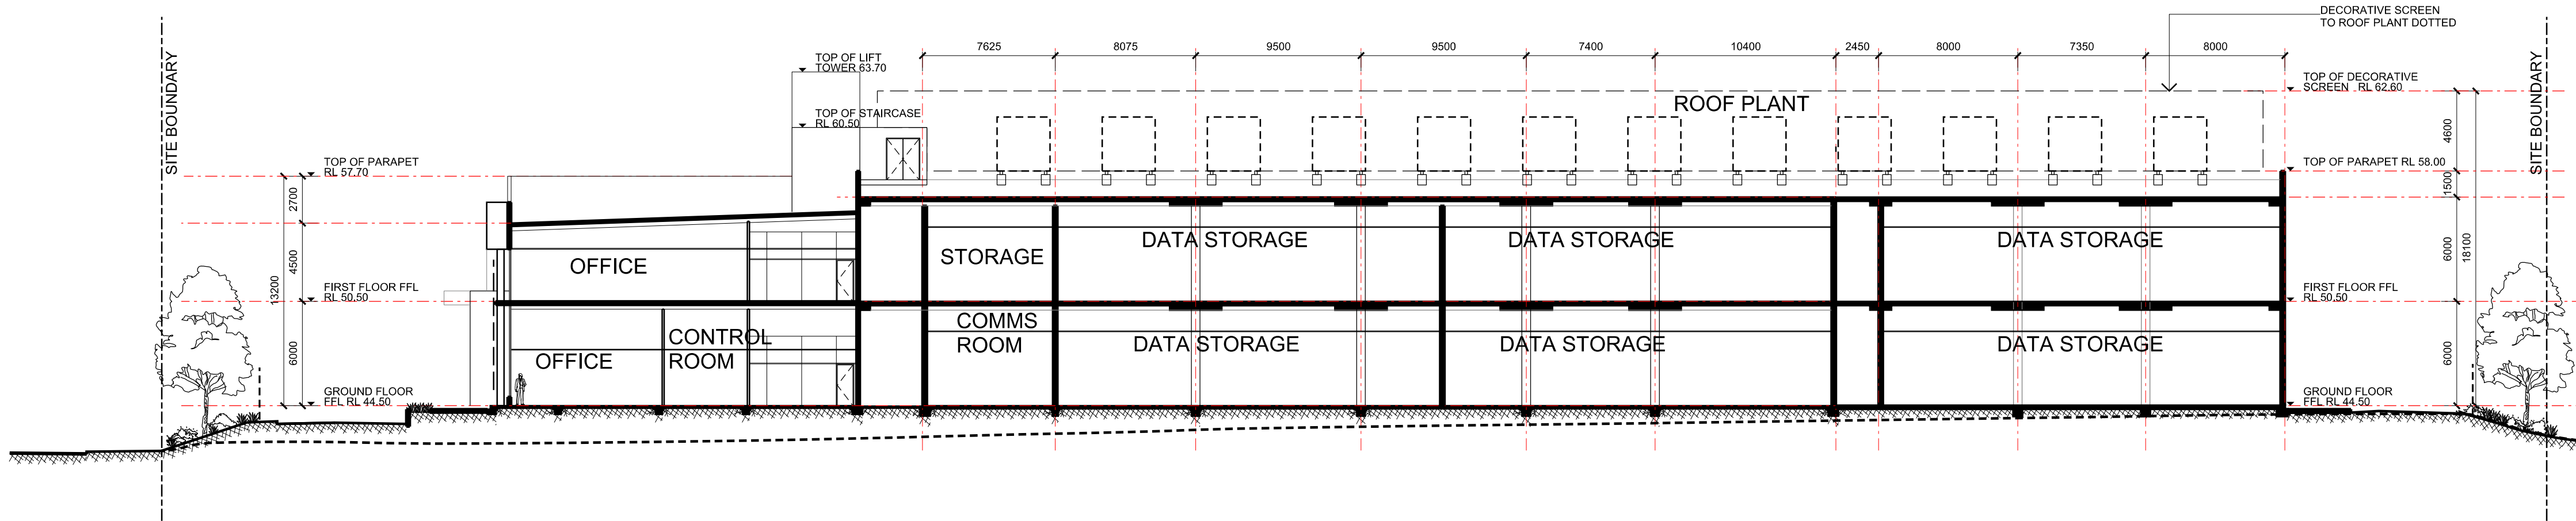 DECORATIVE SCREEN
TO ROOF PLANT DOTTED
7625
8075
9500
9500
7400
10400
2450
8000
7350
8000
SITE BOUNDARY
TOP OF LIFT
TOWER 63.70
TOP OF STAIRCASE
RL 60.50
ROOF PLANT
TOP OF DECORATIVE
SCREEN RL 62.60
SITE BOUNDARY
TOP OF PARAPET
RL 57.70
TOP OF PARAPET RL 58.00
2700
4500
13200
6000
4600
1500
6000
18100
6000
OFFICE
STORAGE
DATA STORAGE
DATA STORAGE
DATA STORAGE
FIRST FLOOR FFL
RL 50.50
FIRST FLOOR FFL
RL 50.50
OFFICE
CONTROL
ROOM
COMMS
ROOM
DATA STORAGE
DATA STORAGE
DATA STORAGE
GROUND FLOOR
FFL RL 44.50
GROUND FLOOR
FFL RL 44.50